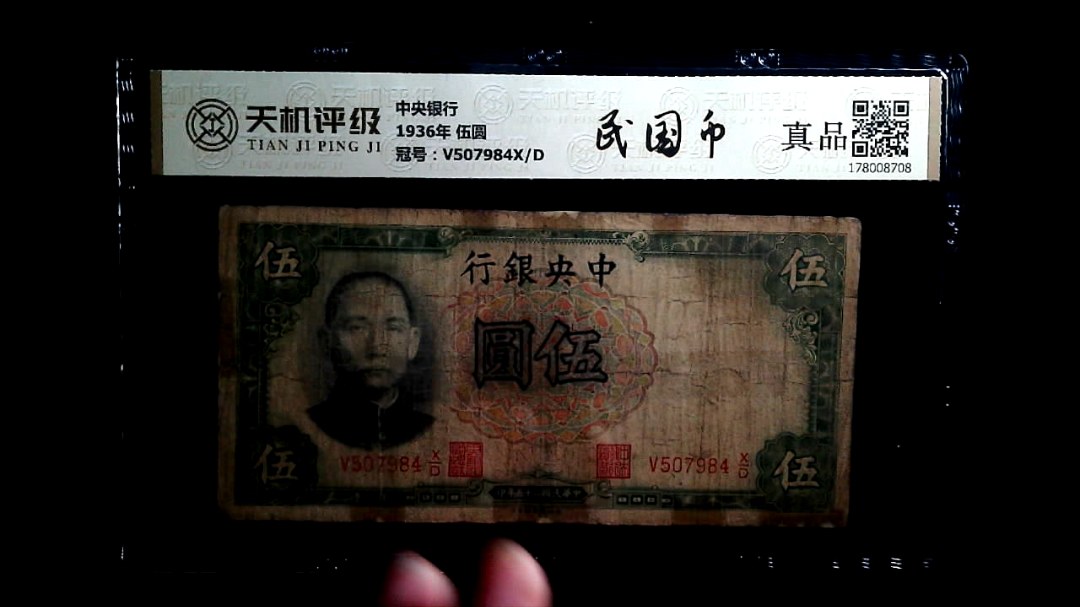 天机评级
TIAN JI PING JI
中央银行
1936年 伍圆
冠号：V507984X/D
民国币
真品
178008708
伍
行銀央中
伍
圓伍
伍
V507984 X/D
V507984 X/D
伍